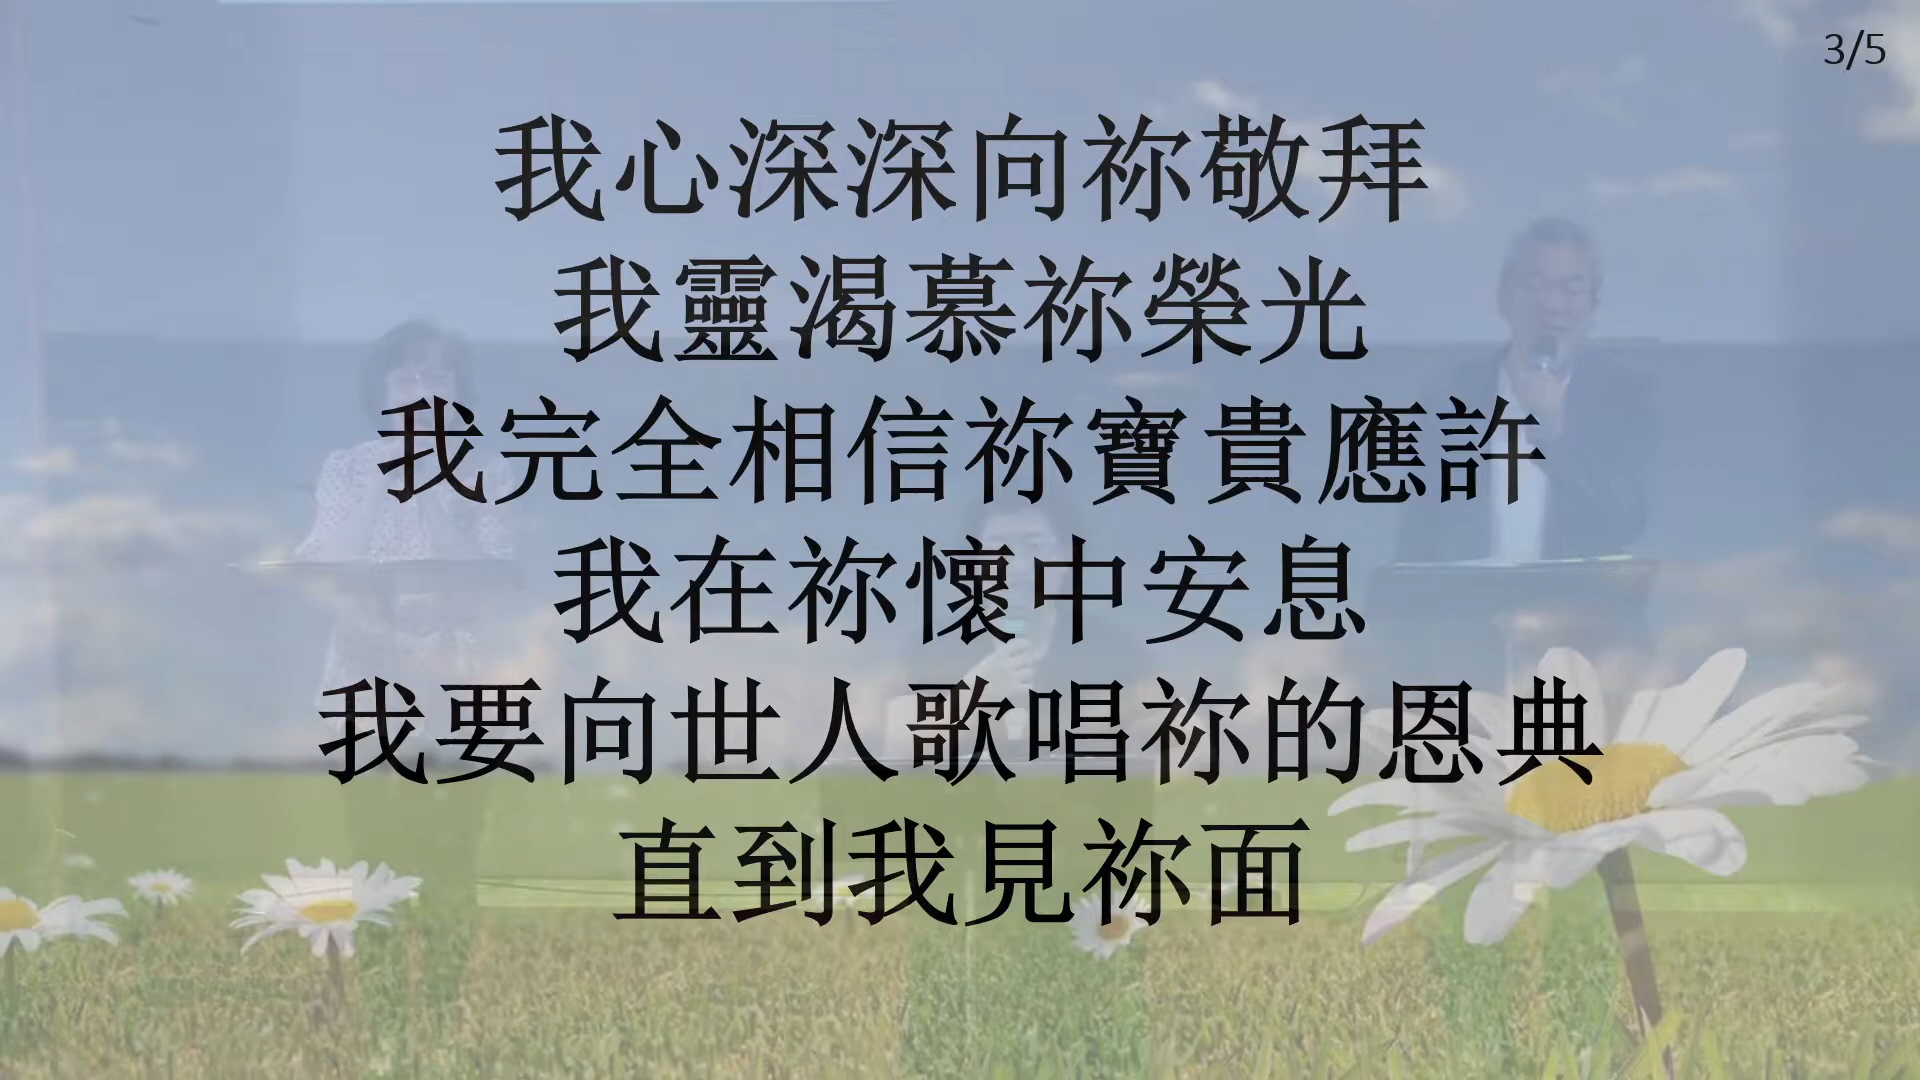 3/5
我心深深向祢敬拜
我靈渴慕祢榮光
我完全相信祢寶貴應許
我在祢懷中安息
我要向世人歌唱祢的恩典
直到我見祢面